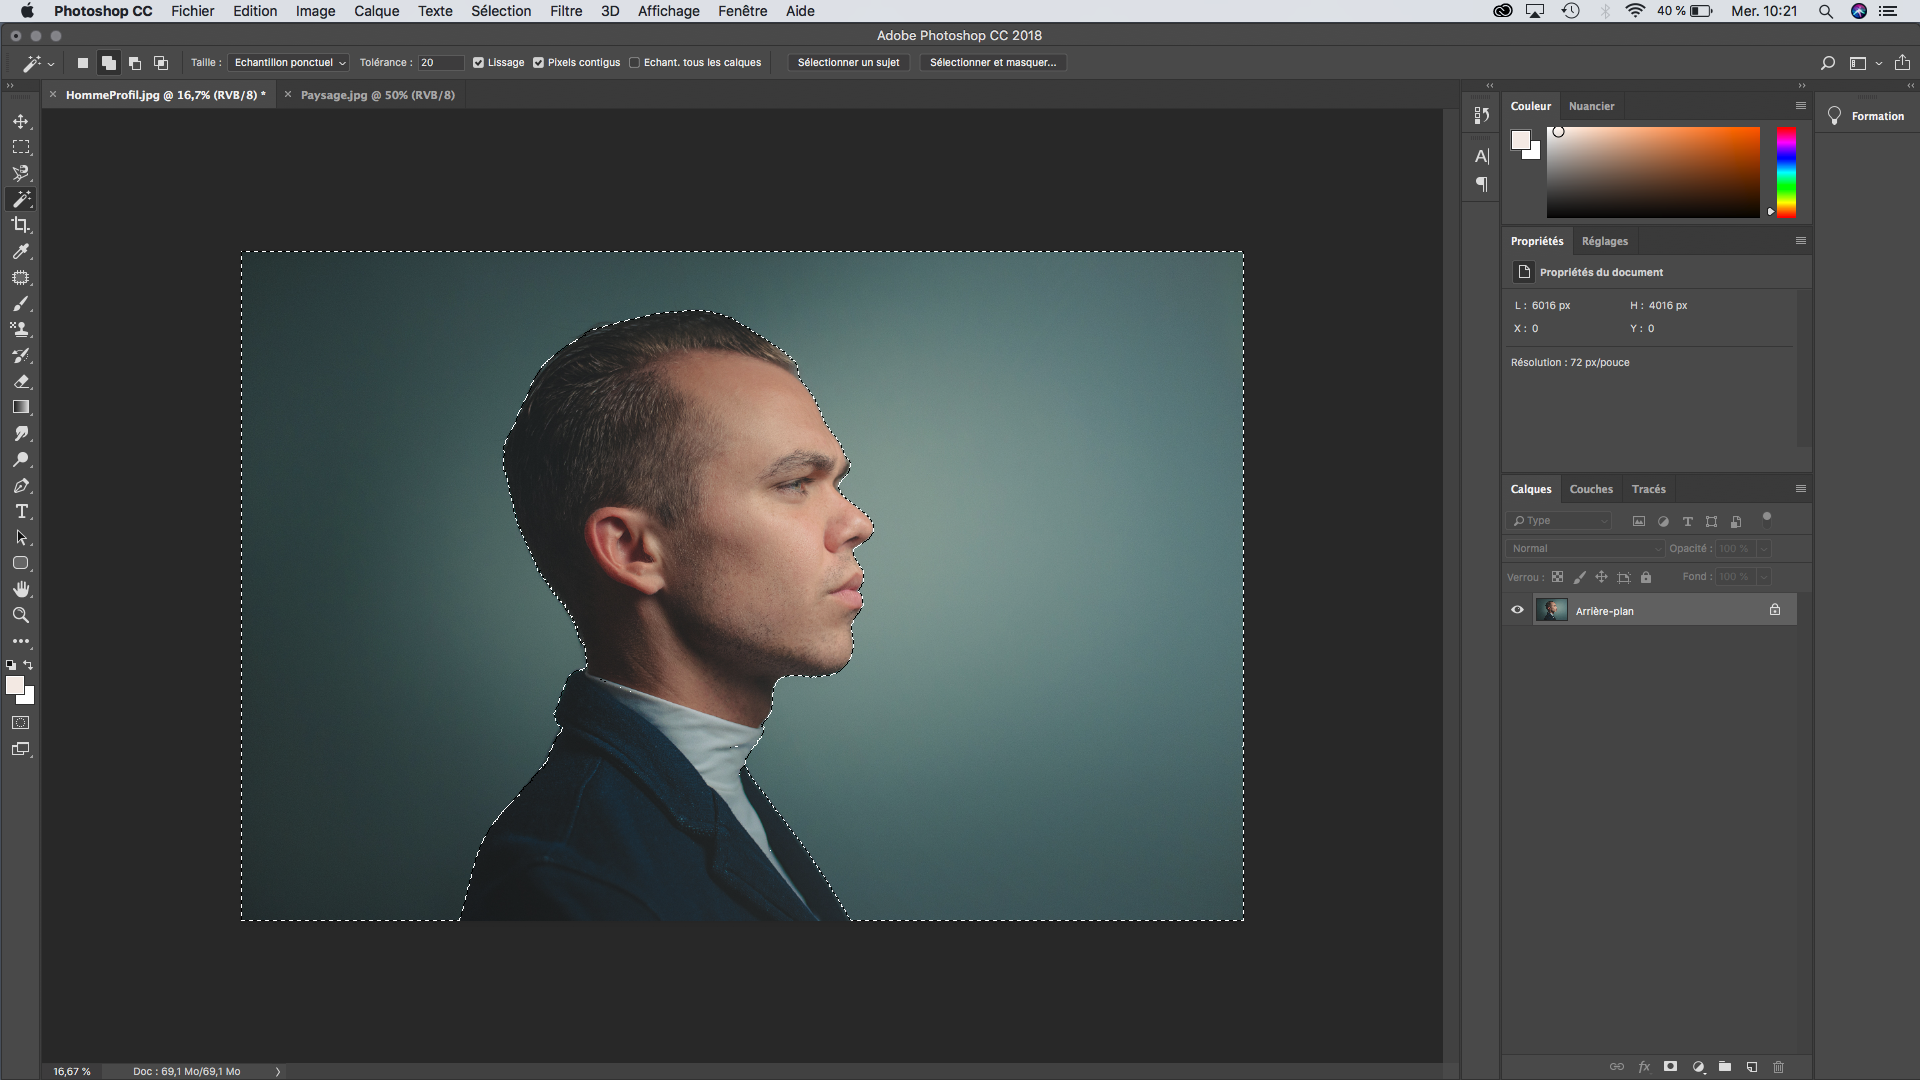 Photoshop CC Fichier Edition Image Calque Texte Sélection Filtre 3D Affichage Fenêtre Aide 40 % Mer. 10:21
Adobe Photoshop CC 2018
Taille : Echantillon ponctuel Tolérance : 20 Lissage Pixels contigus Echant. tous les calques Sélectionner un sujet Sélectionner et masquer...
HommeProfil.jpg @ 16,7% (RVB/8) * Paysage.jpg @ 50% (RVB/8)
Couleur Nuancier
Formation
Propriétés Réglages
Propriétés du document
L : 6016 px H : 4016 px
X : 0 Y : 0
Résolution : 72 px/pouce
Calques Couches Tracés
Type
Normal Opacité : 100 %
Verrou : Fond : 100 %
Arrière-plan
fx
16,67 % Doc : 69,1 Mo/69,1 Mo